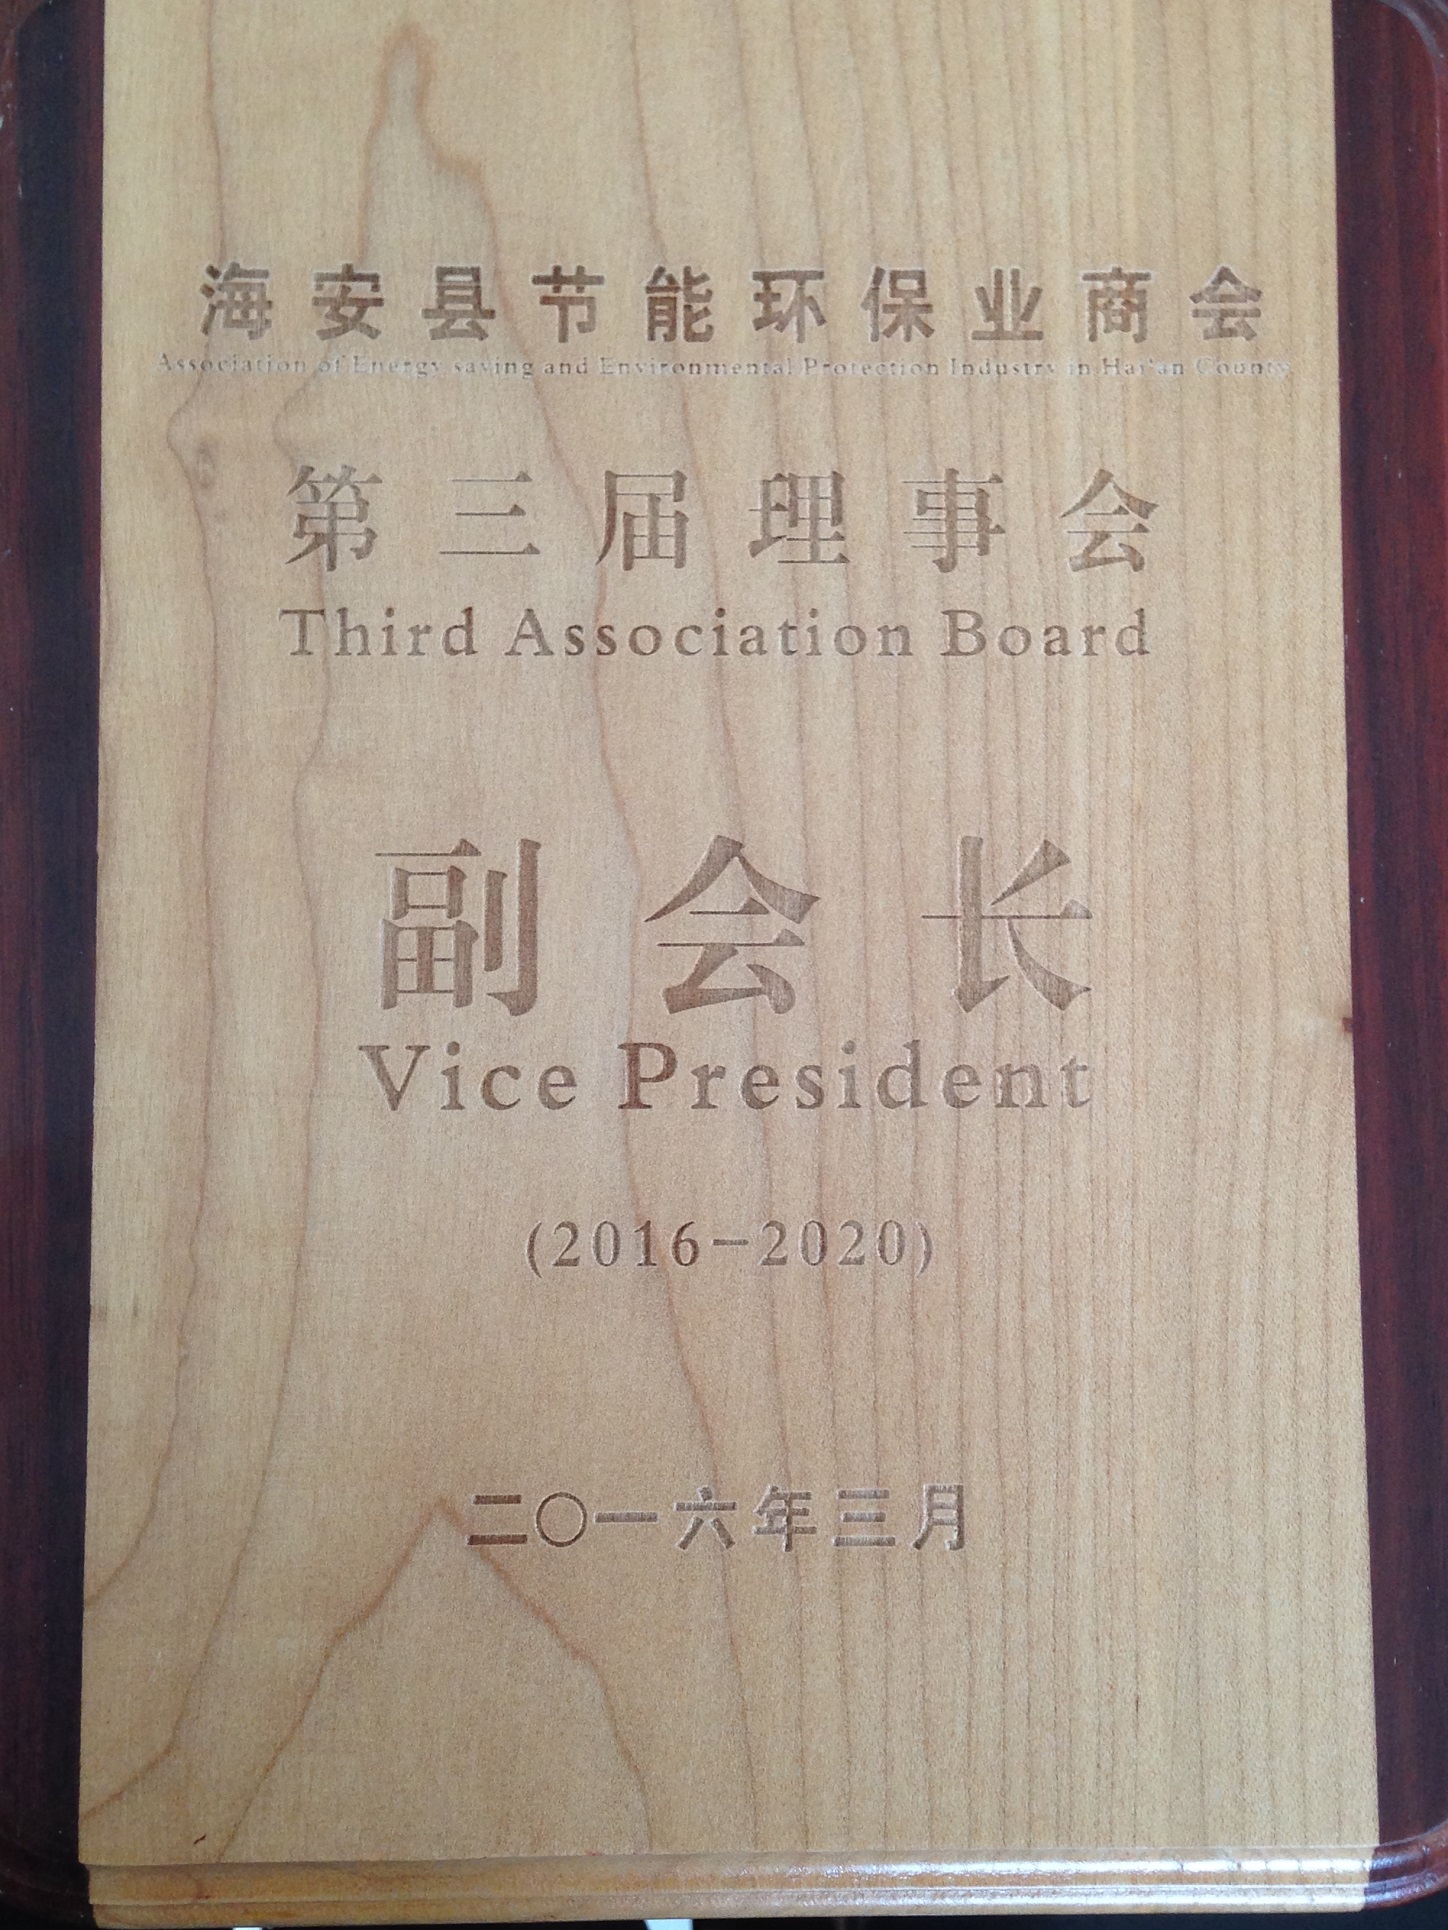 海安县节能环保业商会
Association of Energy saving and Environmental Protection Industry in Hai'an County
第三届理事会
Third Association Board
副会长
Vice President
(2016-2020)
二〇一六年三月